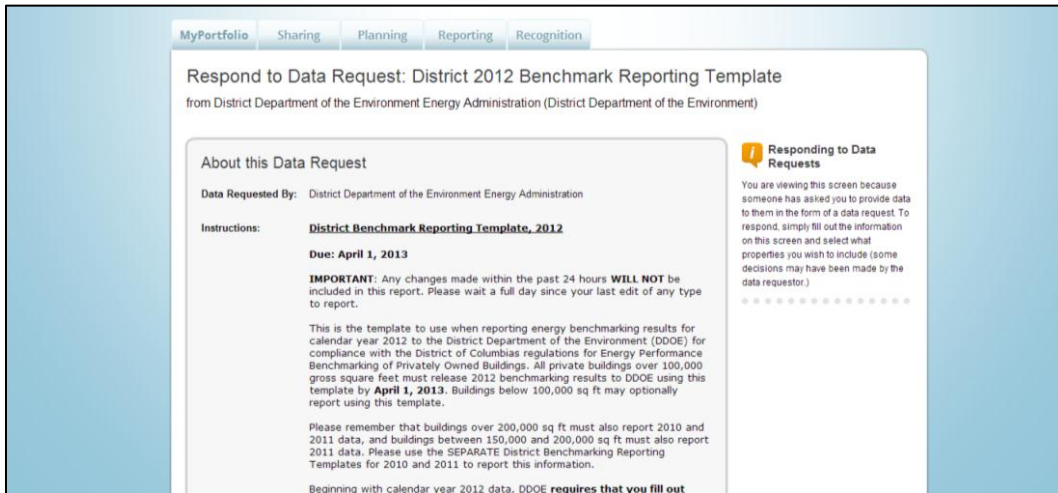 MyPortfolio Sharing Planning Reporting Recognition
Respond to Data Request: District 2012 Benchmark Reporting Template
from District Department of the Environment Energy Administration (District Department of the Environment)
About this Data Request
Data Requested By: District Department of the Environment Energy Administration
Instructions: District Benchmark Reporting Template, 2012
Due: April 1, 2013
IMPORTANT: Any changes made within the past 24 hours WILL NOT be
included in this report. Please wait a full day since your last edit of any type
to report.
This is the template to use when reporting energy benchmarking results for
calendar year 2012 to the District Department of the Environment (DDOE) for
compliance with the District of Columbias regulations for Energy Performance
Benchmarking of Privately Owned Buildings. All private buildings over 100,000
gross square feet must release 2012 benchmarking results to DDOE using this
template by April 1, 2013. Buildings below 100,000 sq ft may optionally
report using this template.
Please remember that buildings over 200,000 sq ft must also report 2010 and
2011 data, and buildings between 150,000 and 200,000 sq ft must also report
2011 data. Please use the SEPARATE District Benchmarking Reporting
Templates for 2010 and 2011 to report this information.
Beginning with calendar year 2012 data, DDOE requires that you fill out
i Responding to Data
Requests
You are viewing this screen because
someone has asked you to provide data
to them in the form of a data request. To
respond, simply fill out the information
on this screen and select what
properties you wish to include (some
decisions may have been made by the
data requestor.)